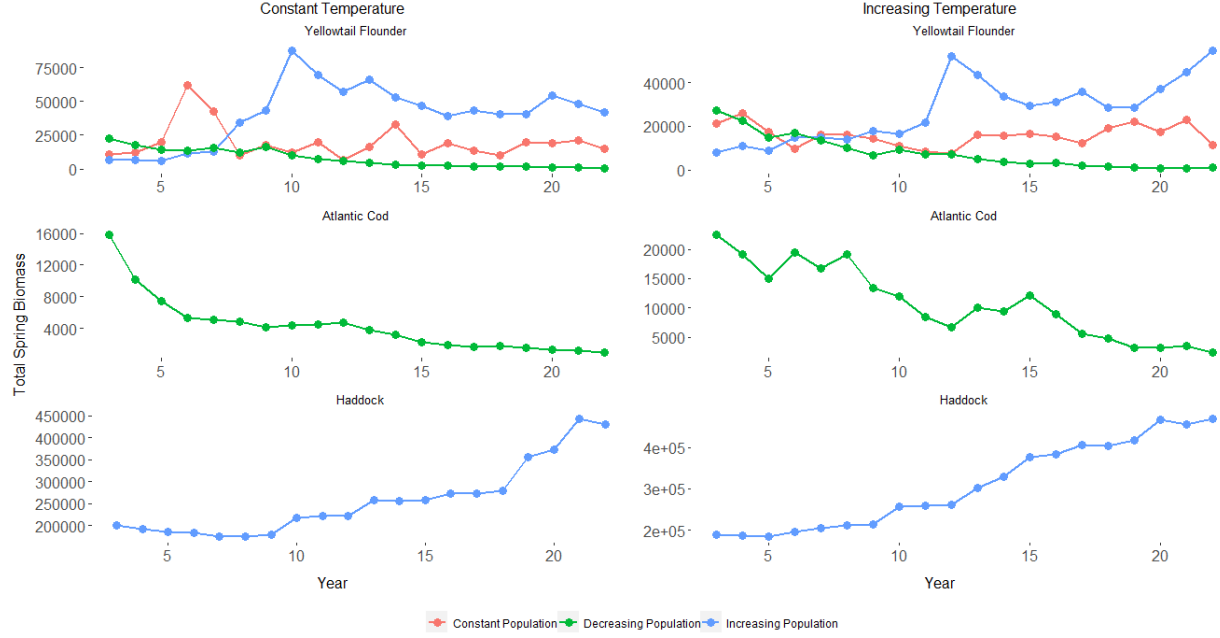 Constant Temperature
Increasing Temperature
Yellowtail Flounder
Yellowtail Flounder
75000
50000
25000
0
40000
20000
0
5 10 15 20
5 10 15 20
Total Spring Biomass
Atlantic Cod
Atlantic Cod
16000
12000
8000
4000
20000
15000
10000
5000
5 10 15 20
5 10 15 20
Haddock
Haddock
450000
400000
350000
300000
250000
200000
4e+05
3e+05
2e+05
5 10 15 20
5 10 15 20
Year
Year
Constant Population Decreasing Population Increasing Population